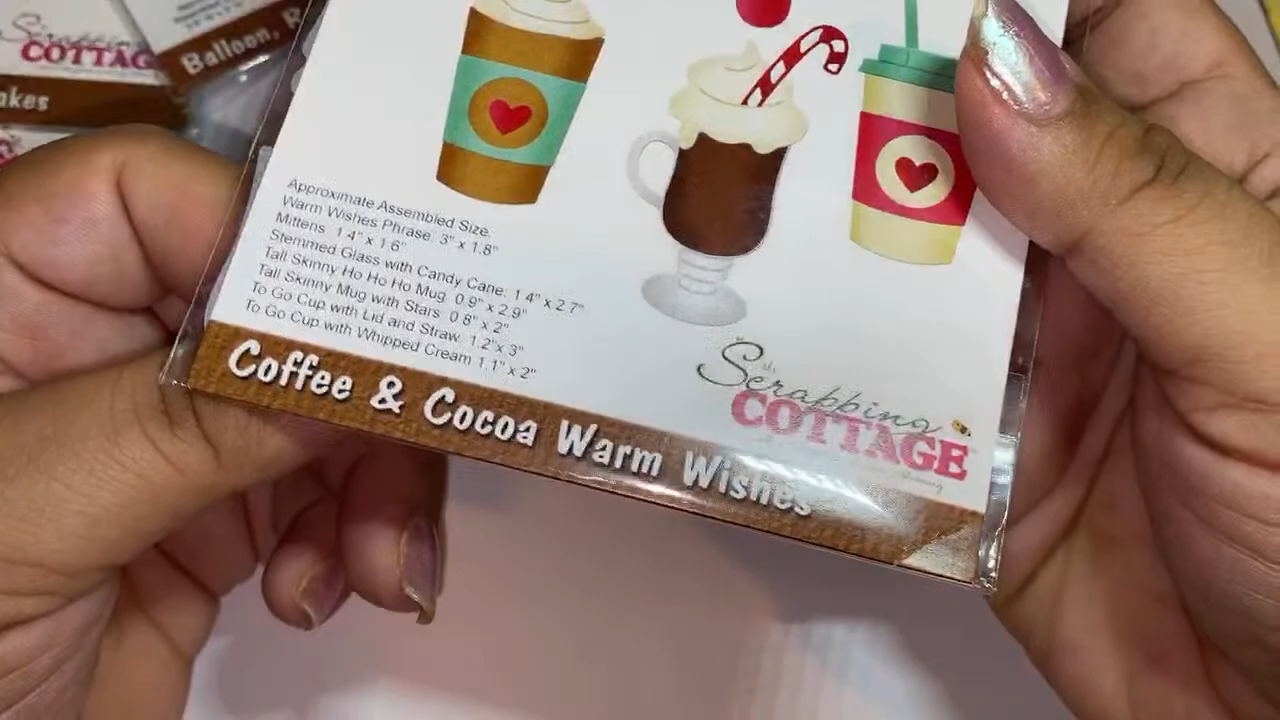 Scrapping
COTTAGE
akes
Balloon, R
Approximate Assembled Size.
Warm Wishes Phrase 3" x 1.8"
Mittens 1 4" x 1 6"
Stemmed Glass with Candy Cane: 1 4" x 2 7"
Tall Skinny Ho Ho Ho Mug 0 9" x 2.9"
Tall Skinny Mug with Stars 0 8" x 2"
To Go Cup with Lid and Straw 1.2"x 3"
To Go Cup with Whipped Cream 1.1" x 2"
Scrapping
COTTAGE
Coffee & Cocoa Warm Wishes